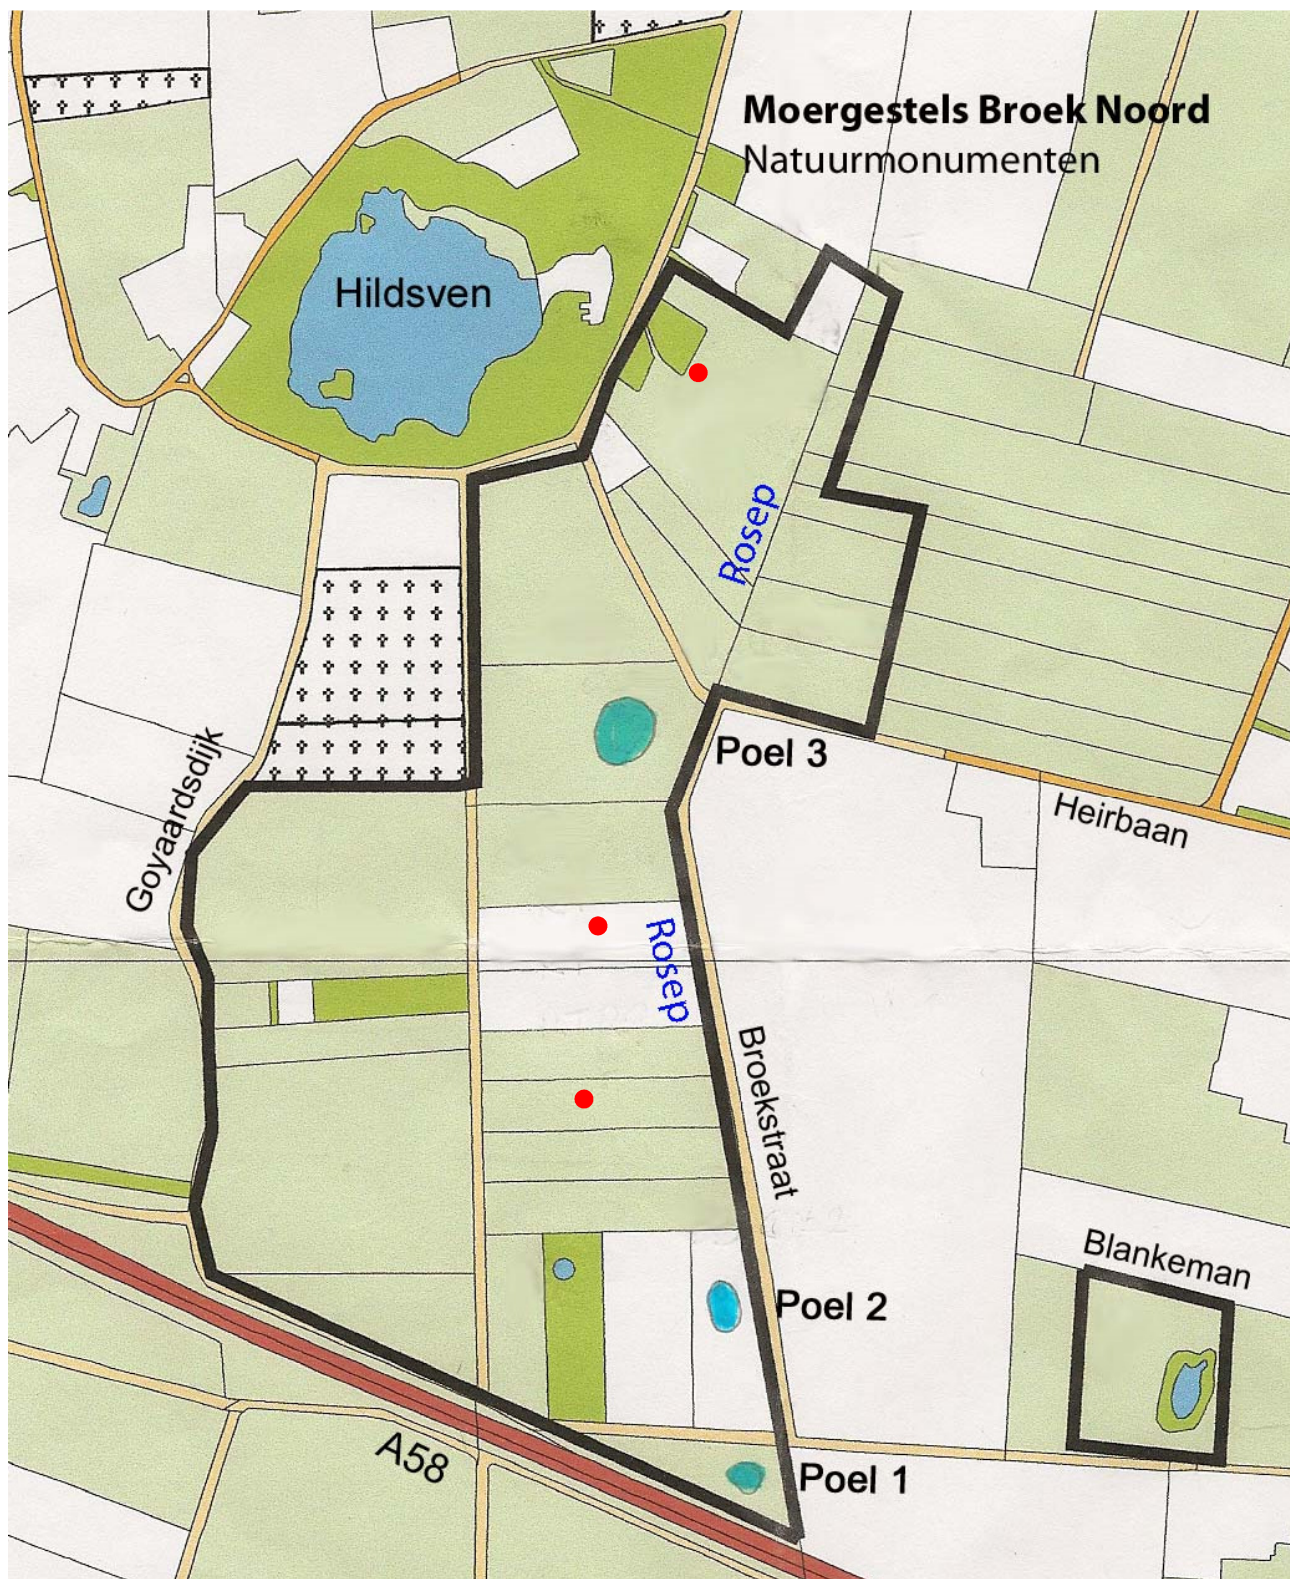 Moergestels Broek Noord
Natuurmonumenten
Hildsven
Rosep
Goyaardsdijk
Poel 3
Heirbaan
Rosep
Broekstraat
Blankeman
Poel 2
A58
Poel 1